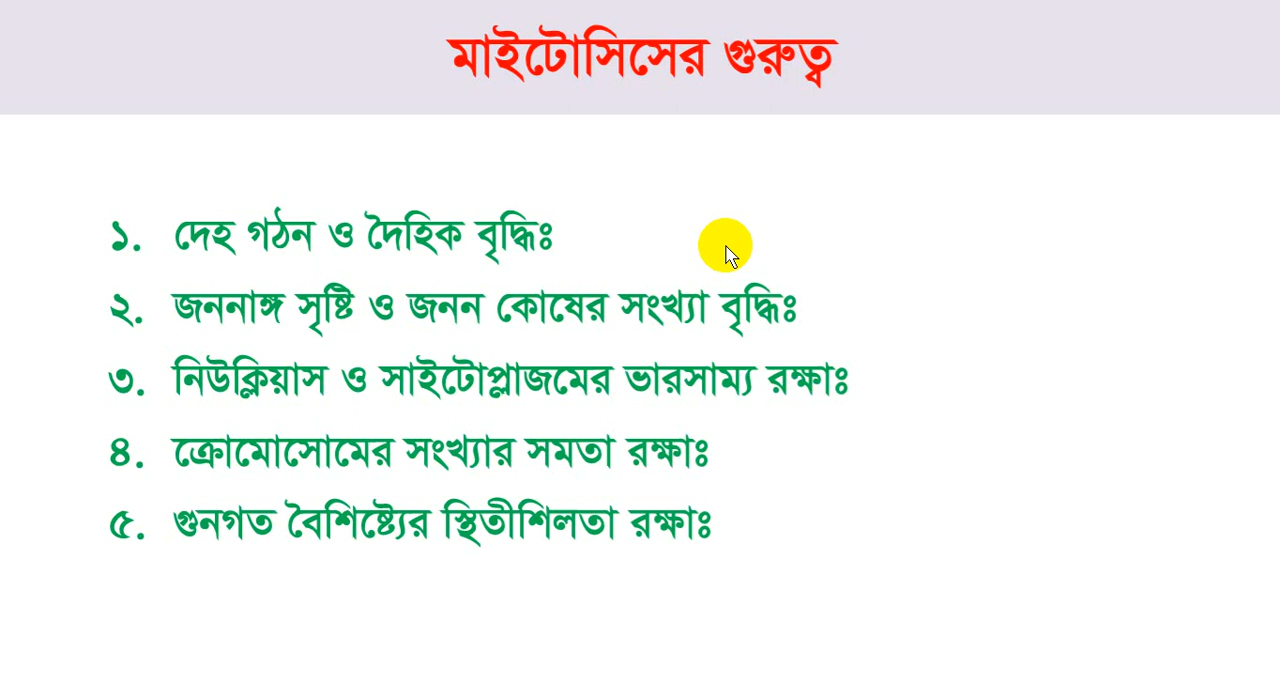 মাইটোসিসের গুরুত্ব
১. দেহ গঠন ও দৈহিক বৃদ্ধিঃ
২. জননাঙ্গ সৃষ্টি ও জনন কোষের সংখ্যা বৃদ্ধিঃ
৩. নিউক্লিয়াস ও সাইটোপ্লাজমের ভারসাম্য রক্ষাঃ
৪. ক্রোমোসোমের সংখ্যার সমতা রক্ষাঃ
৫. গুনগত বৈশিষ্ট্যের স্থিতীশিলতা রক্ষাঃ